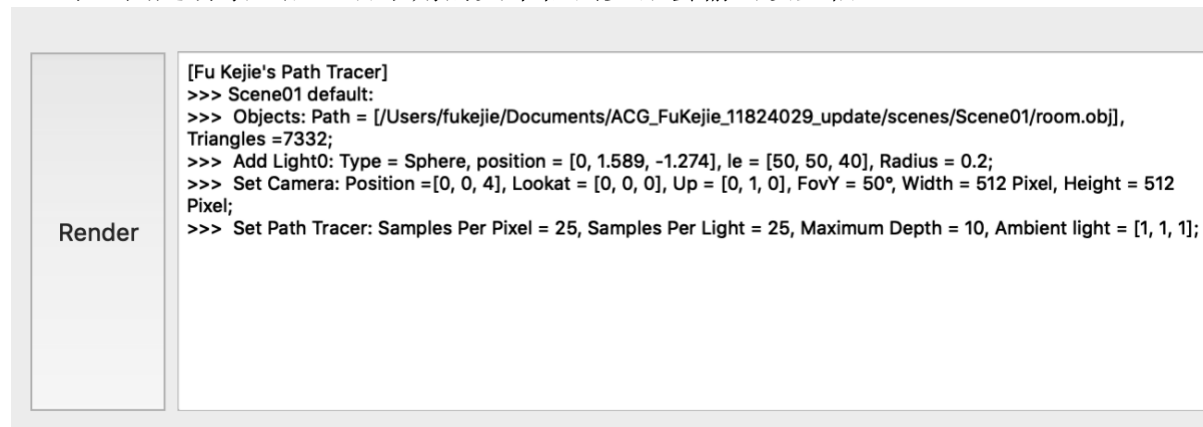 Render
[Fu Kejie's Path Tracer]
>>> Scene01 default:
>>>  Objects: Path = [/Users/fukejie/Documents/ACG_FuKejie_11824029_update/scenes/Scene01/room.obj],
Triangles =7332;
>>>  Add Light0: Type = Sphere, position = [0, 1.589, -1.274], le = [50, 50, 40], Radius = 0.2;
>>>  Set Camera: Position =[0, 0, 4], Lookat = [0, 0, 0], Up = [0, 1, 0], FovY = 50°, Width = 512 Pixel, Height = 512
Pixel;
>>>  Set Path Tracer: Samples Per Pixel = 25, Samples Per Light = 25, Maximum Depth = 10, Ambient light = [1, 1, 1];